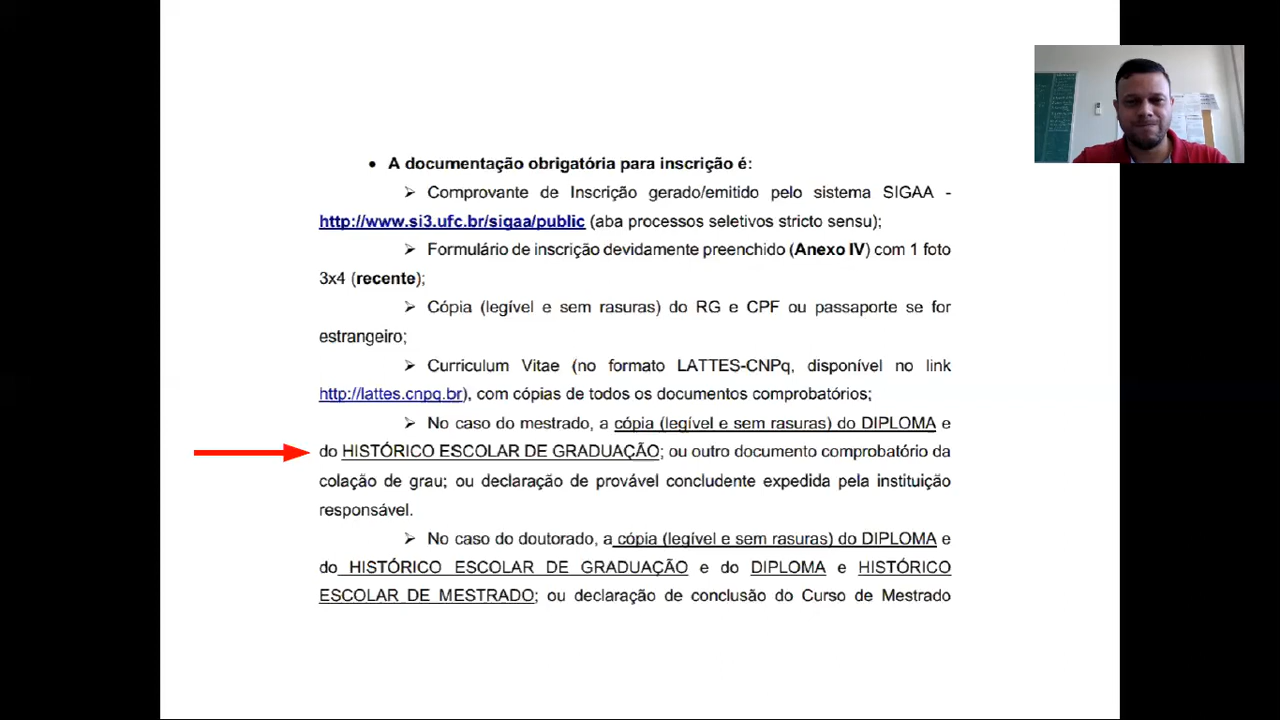 • A documentação obrigatória para inscrição é:
➢ Comprovante de Inscrição gerado/emitido pelo sistema SIGAA -
http://www.si3.ufc.br/sigaa/public (aba processos seletivos stricto sensu);
➢ Formulário de inscrição devidamente preenchido (Anexo IV) com 1 foto
3x4 (recente);
➢ Cópia (legível e sem rasuras) do RG e CPF ou passaporte se for
estrangeiro;
➢ Curriculum Vitae (no formato LATTES-CNPq, disponível no link
http://lattes.cnpq.br), com cópias de todos os documentos comprobatórios;
➢ No caso do mestrado, a cópia (legível e sem rasuras) do DIPLOMA e
do HISTÓRICO ESCOLAR DE GRADUAÇÃO; ou outro documento comprobatório da
colação de grau; ou declaração de provável concludente expedida pela instituição
responsável.
➢ No caso do doutorado, a cópia (legível e sem rasuras) do DIPLOMA e
do HISTÓRICO ESCOLAR DE GRADUAÇÃO e do DIPLOMA e HISTÓRICO
ESCOLAR DE MESTRADO; ou declaração de conclusão do Curso de Mestrado